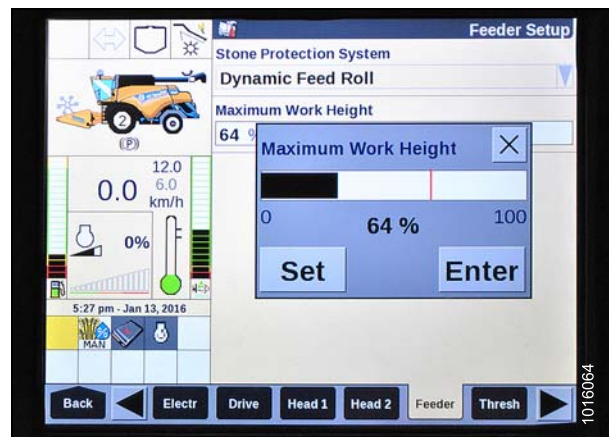 Feeder Setup
Stone Protection System
Dynamic Feed Roll
Maximum Work Height
64 %
2
(P)
12.0
6.0
0.0 km/h
0%
5:27 pm - Jan 13, 2016
MAN
Maximum Work Height
0 64 % 100
Set Enter
Back Electr Drive Head 1 Head 2 Feeder Thresh
1016064